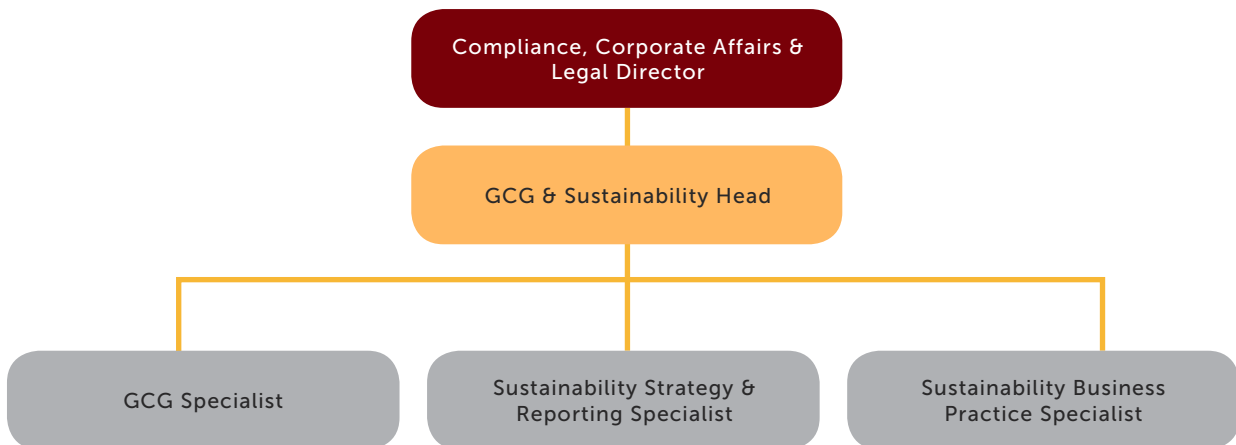 Compliance, Corporate Affairs &
Legal Director
GCG & Sustainability Head
GCG Specialist
Sustainability Strategy &
Reporting Specialist
Sustainability Business
Practice Specialist